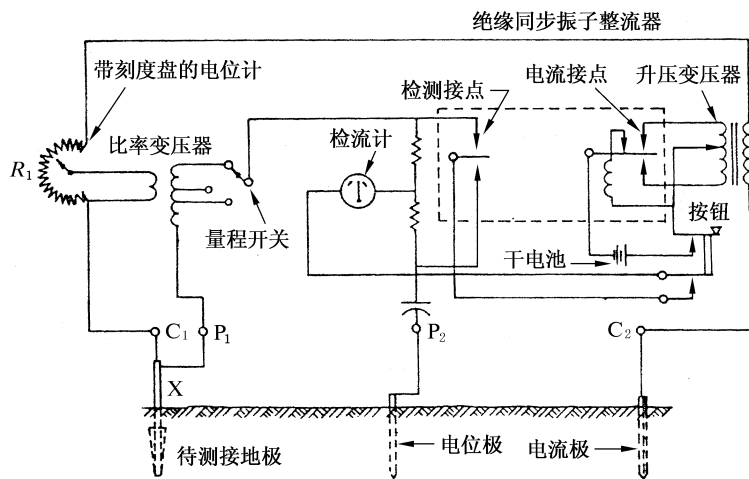 绝缘同步振子整流器
带刻度盘的电位计
检测接点
电流接点
升压变压器
比率变压器
检流计
R₁
量程开关
按钮
干电池
C₁
P₁
P₂
C₂
X
待测接地极
电位极
电流极